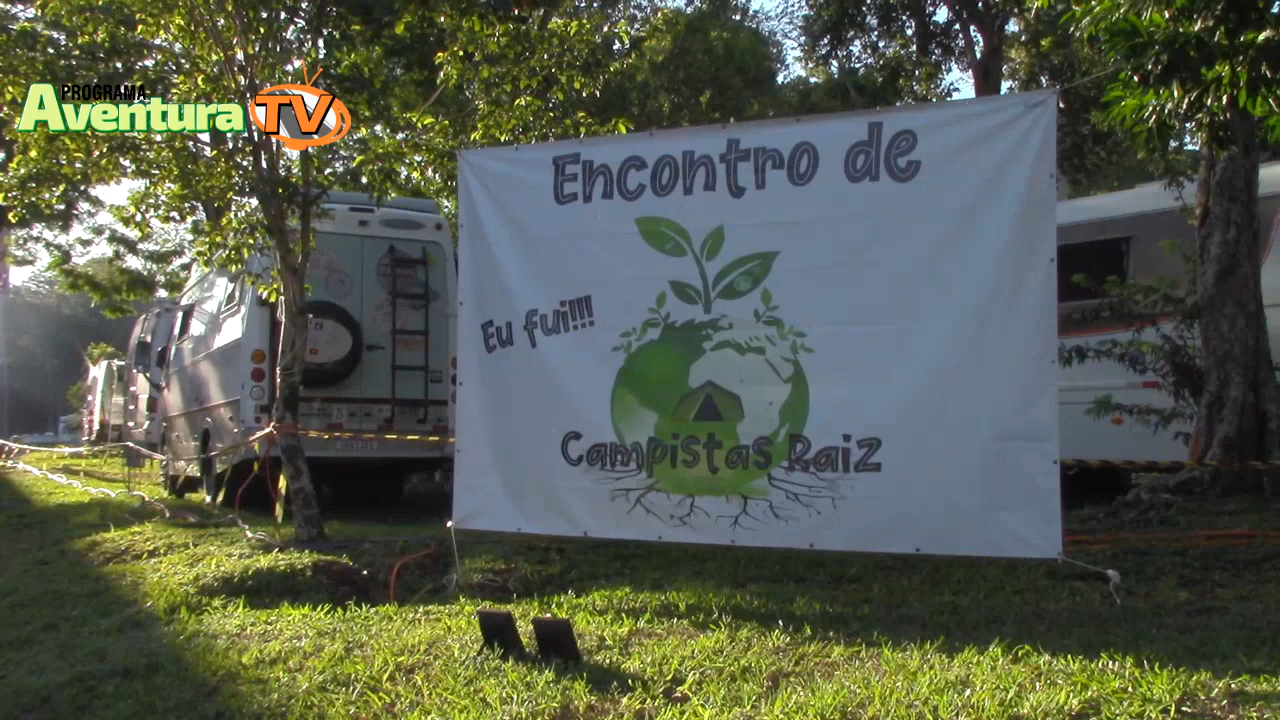 PROGRAMA
Aventura TV
Encontro de
Eu fui!!!
Campistas Raiz